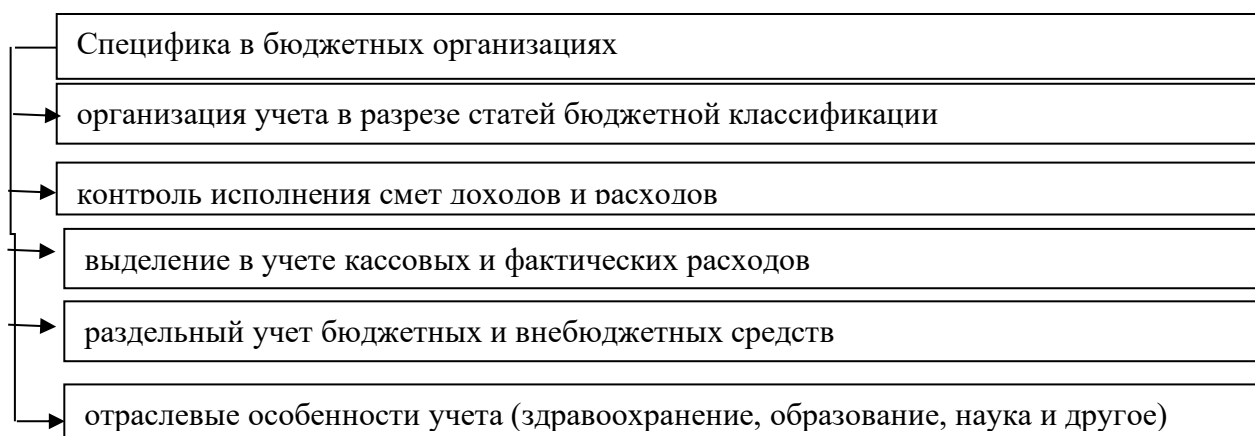 Специфика в бюджетных организациях
организация учета в разрезе статей бюджетной классификации
контроль исполнения смет доходов и расходов
выделение в учете кассовых и фактических расходов
раздельный учет бюджетных и внебюджетных средств
отраслевые особенности учета (здравоохранение, образование, наука и другое)